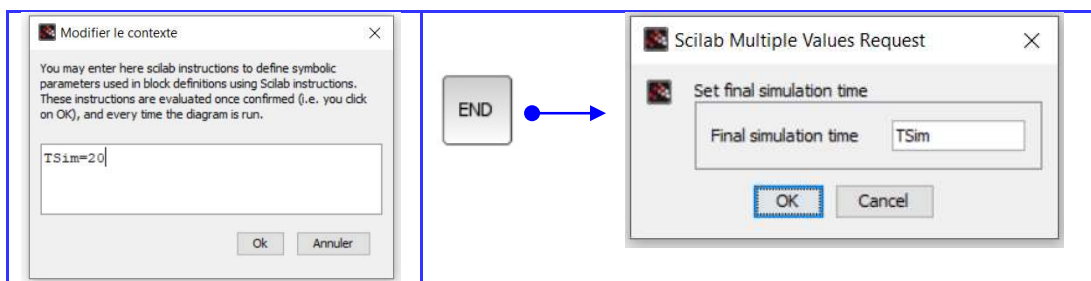 Modifier le contexte
You may enter here scilab instructions to define symbolic
parameters used in block definitions using Scilab instructions.
These instructions are evaluated once confirmed (i.e. you click
on OK), and every time the diagram is run.
TSim=20
Ok
Annuler
END
Scilab Multiple Values Request
Set final simulation time
Final simulation time
TSim
OK
Cancel